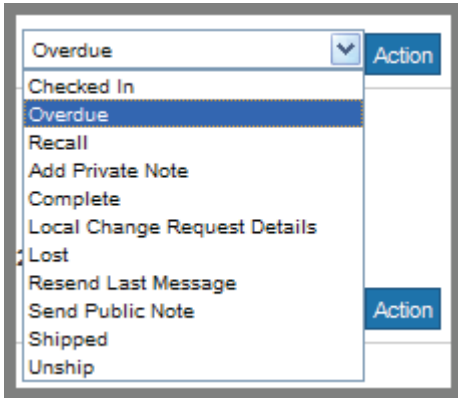 Overdue
Action
Checked In
Overdue
Recall
Add Private Note
Complete
Local Change Request Details
Lost
Resend Last Message
Send Public Note
Action
Shipped
Unship